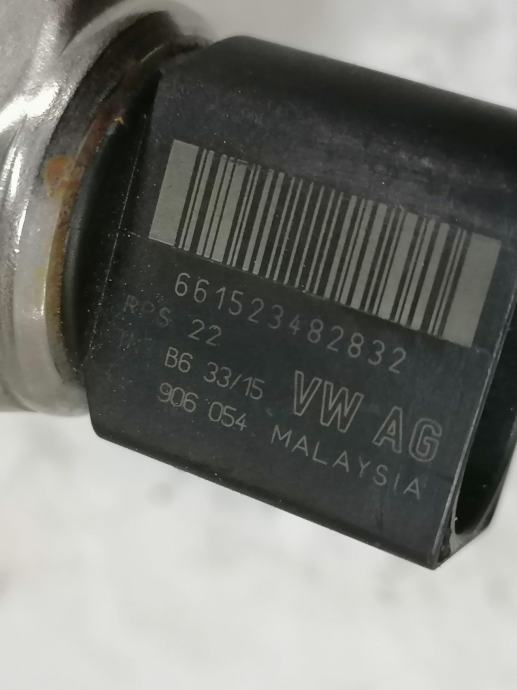 661523482832
RPS 22
B6 33/15 VW AG
906 054 MALAYSIA